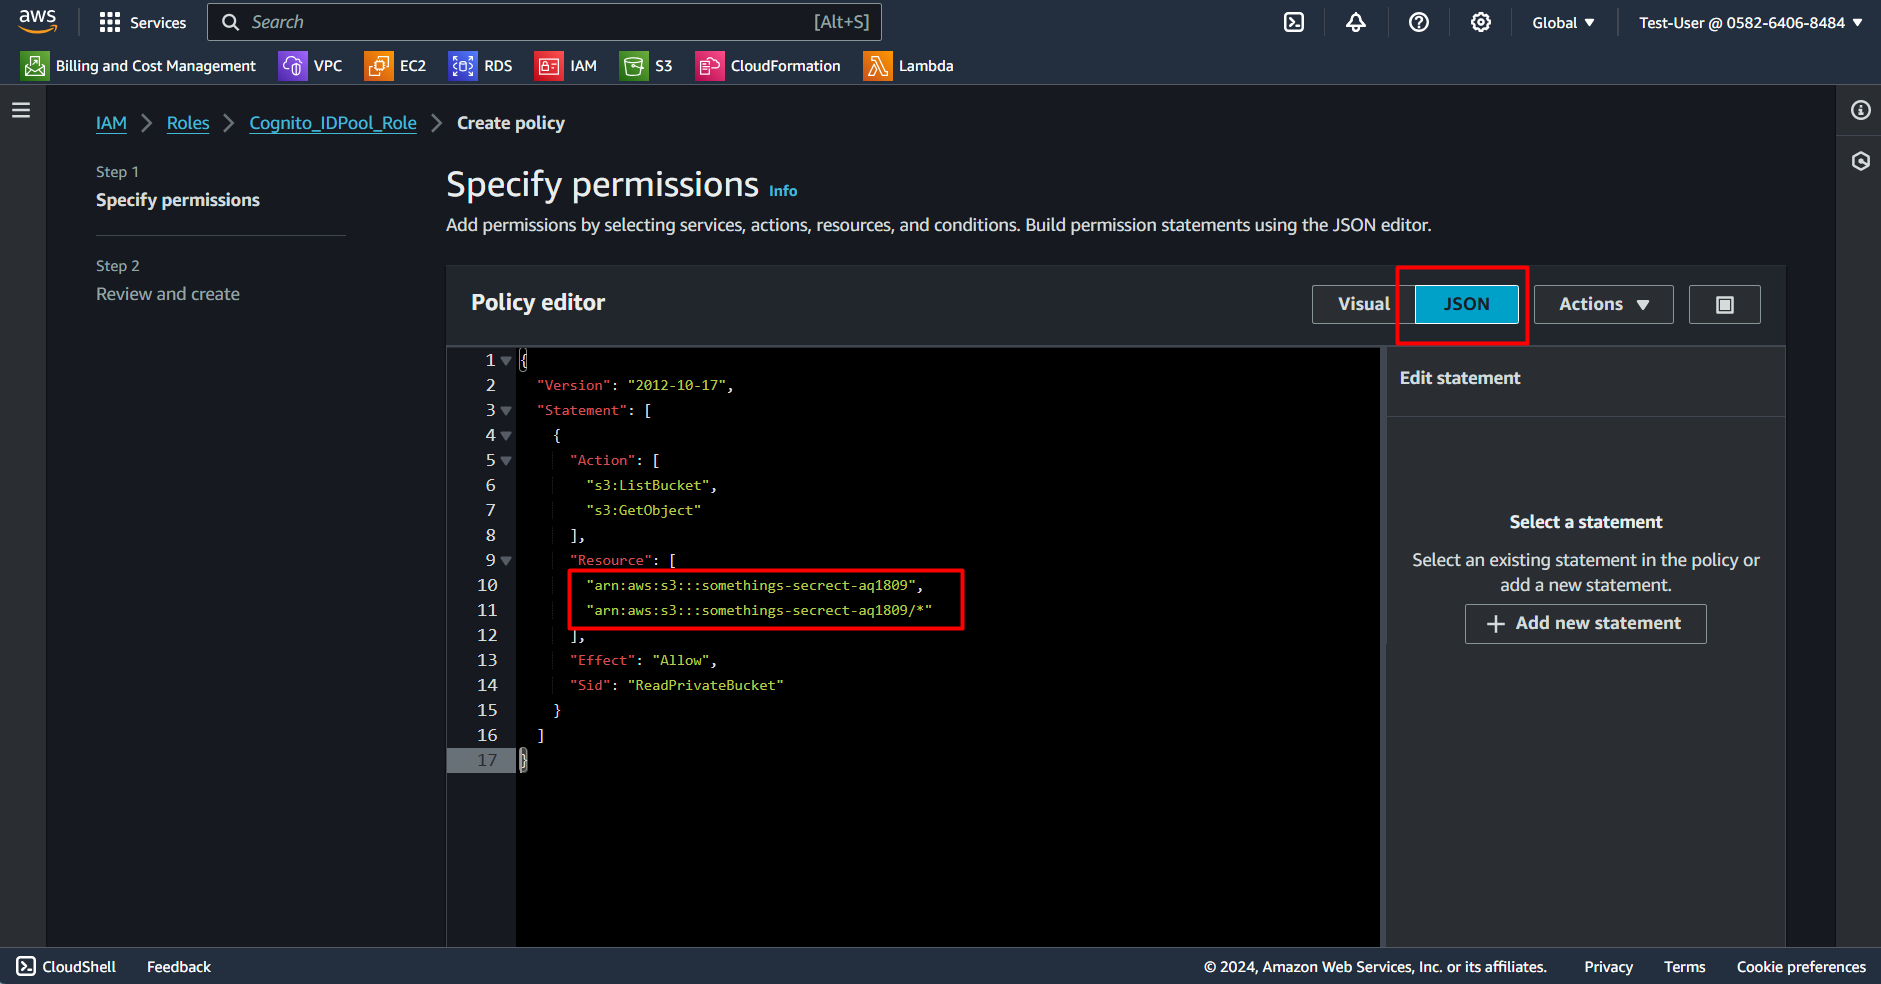 aws
Services
Search
[Alt+S]
Global
Test-User @ 0582-6406-8484
Billing and Cost Management
VPC
EC2
RDS
IAM
S3
CloudFormation
Lambda
IAM
Roles
Cognito_IDPool_Role
Create policy
Step 1
Specify permissions
Step 2
Review and create
Specify permissions Info
Add permissions by selecting services, actions, resources, and conditions. Build permission statements using the JSON editor.
Policy editor
Visual
JSON
Actions
1 {
2 "Version": "2012-10-17",
3 "Statement": [
4 {
5 "Action": [
6 "s3:ListBucket",
7 "s3:GetObject"
8 ],
9 "Resource": [
10 "arn:aws:s3:::somethings-secrect-aq1809",
11 "arn:aws:s3:::somethings-secrect-aq1809/*"
12 ],
13 "Effect": "Allow",
14 "Sid": "ReadPrivateBucket"
15 }
16 ]
17 }
Edit statement
Select a statement
Select an existing statement in the policy or
add a new statement.
+ Add new statement
CloudShell
Feedback
© 2024, Amazon Web Services, Inc. or its affiliates.
Privacy
Terms
Cookie preferences